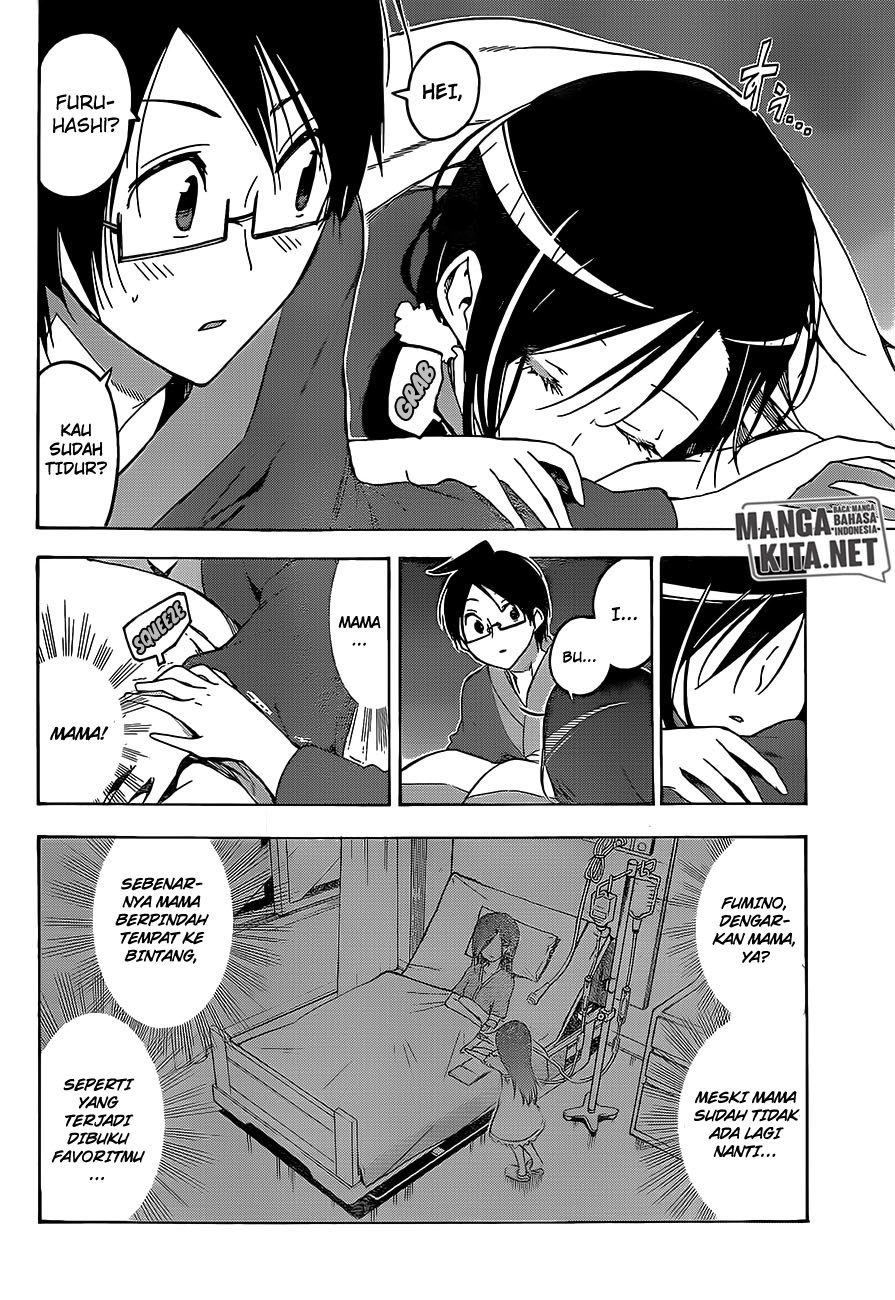 HEI,
FURU-
HASHI?
KAU
SUDAH
TIDUR?
すぅ...
GRAB
MANGA
KITA.NET
BACA MANGA
BAHASA
INDONESIA
I...
BU...
MAMA
...
SQUEEZE
MAMA!
FUMINO,
DENGAR-
KAN MAMA,
YA?
MESKI MAMA
SUDAH TIDAK
ADA LAGI
NANTI...
SEBENAR-
NYA MAMA
BERPINDAH
TEMPAT KE
BINTANG,
SEPERTI
YANG
TERJADI
DIBUKU
FAVORITMU
...